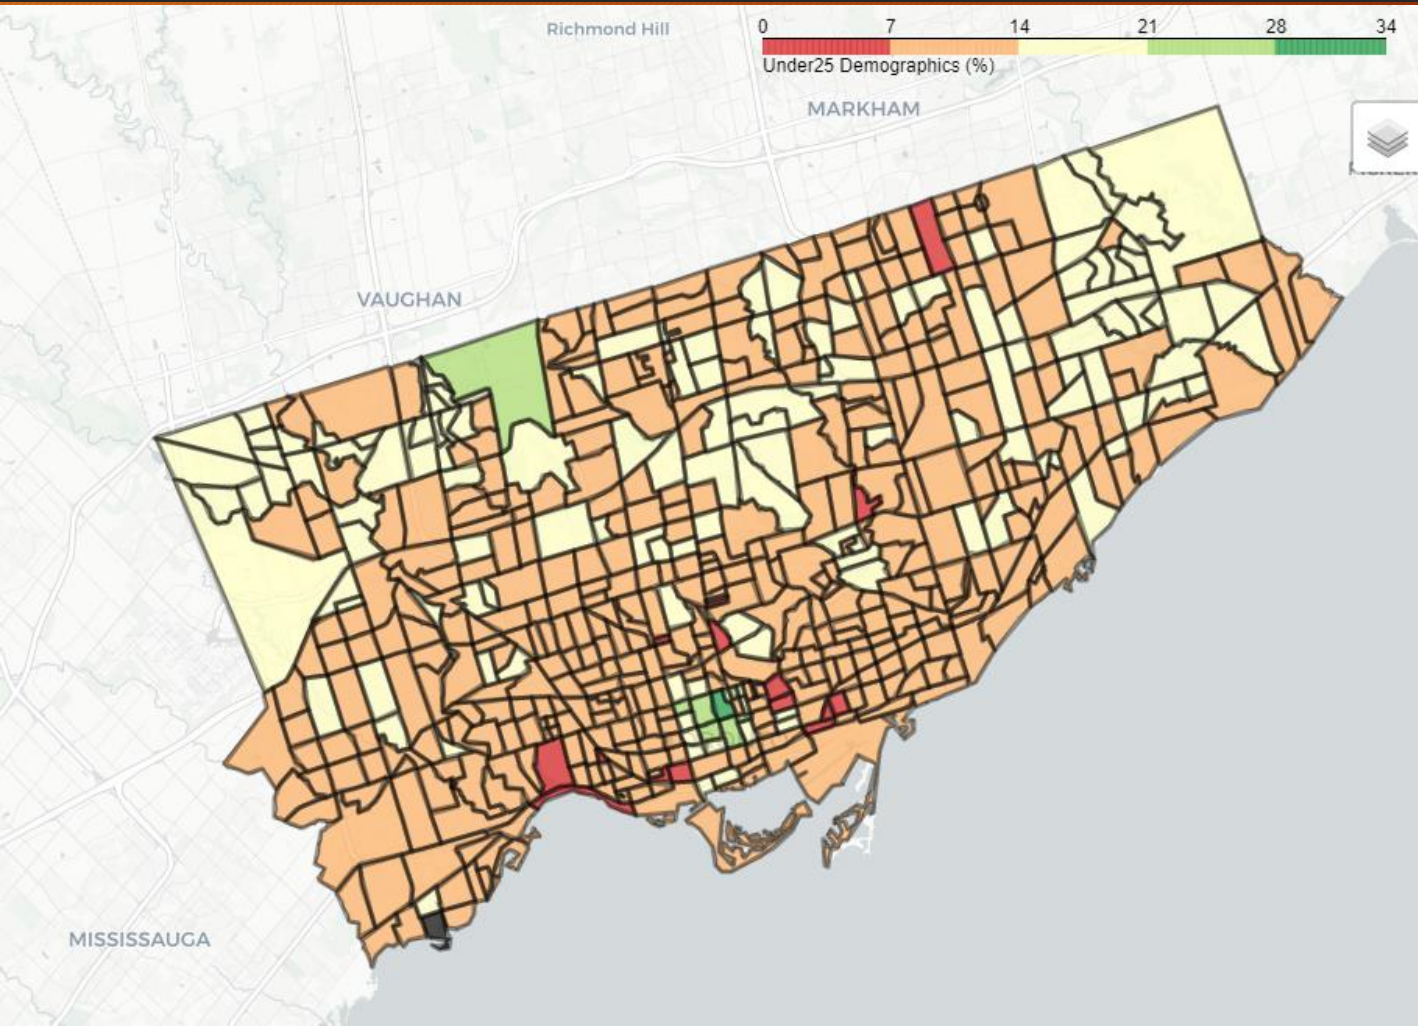 Richmond Hill
0 7 14 21 28 34
Under25 Demographics (%)
MARKHAM
VAUGHAN
MISSISSAUGA